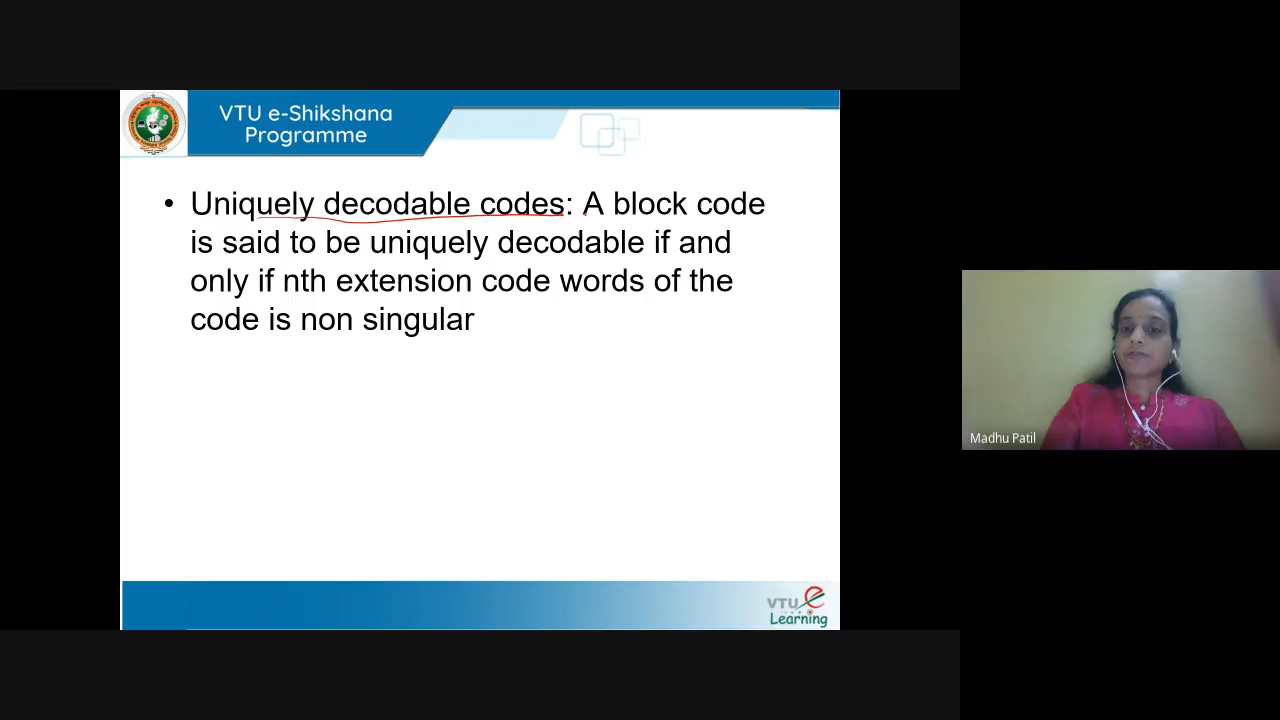 VTU e-Shikshana
Programme
• Uniquely decodable codes: A block code
is said to be uniquely decodable if and
only if nth extension code words of the
code is non singular
Madhu Patil
VTU e
Learning